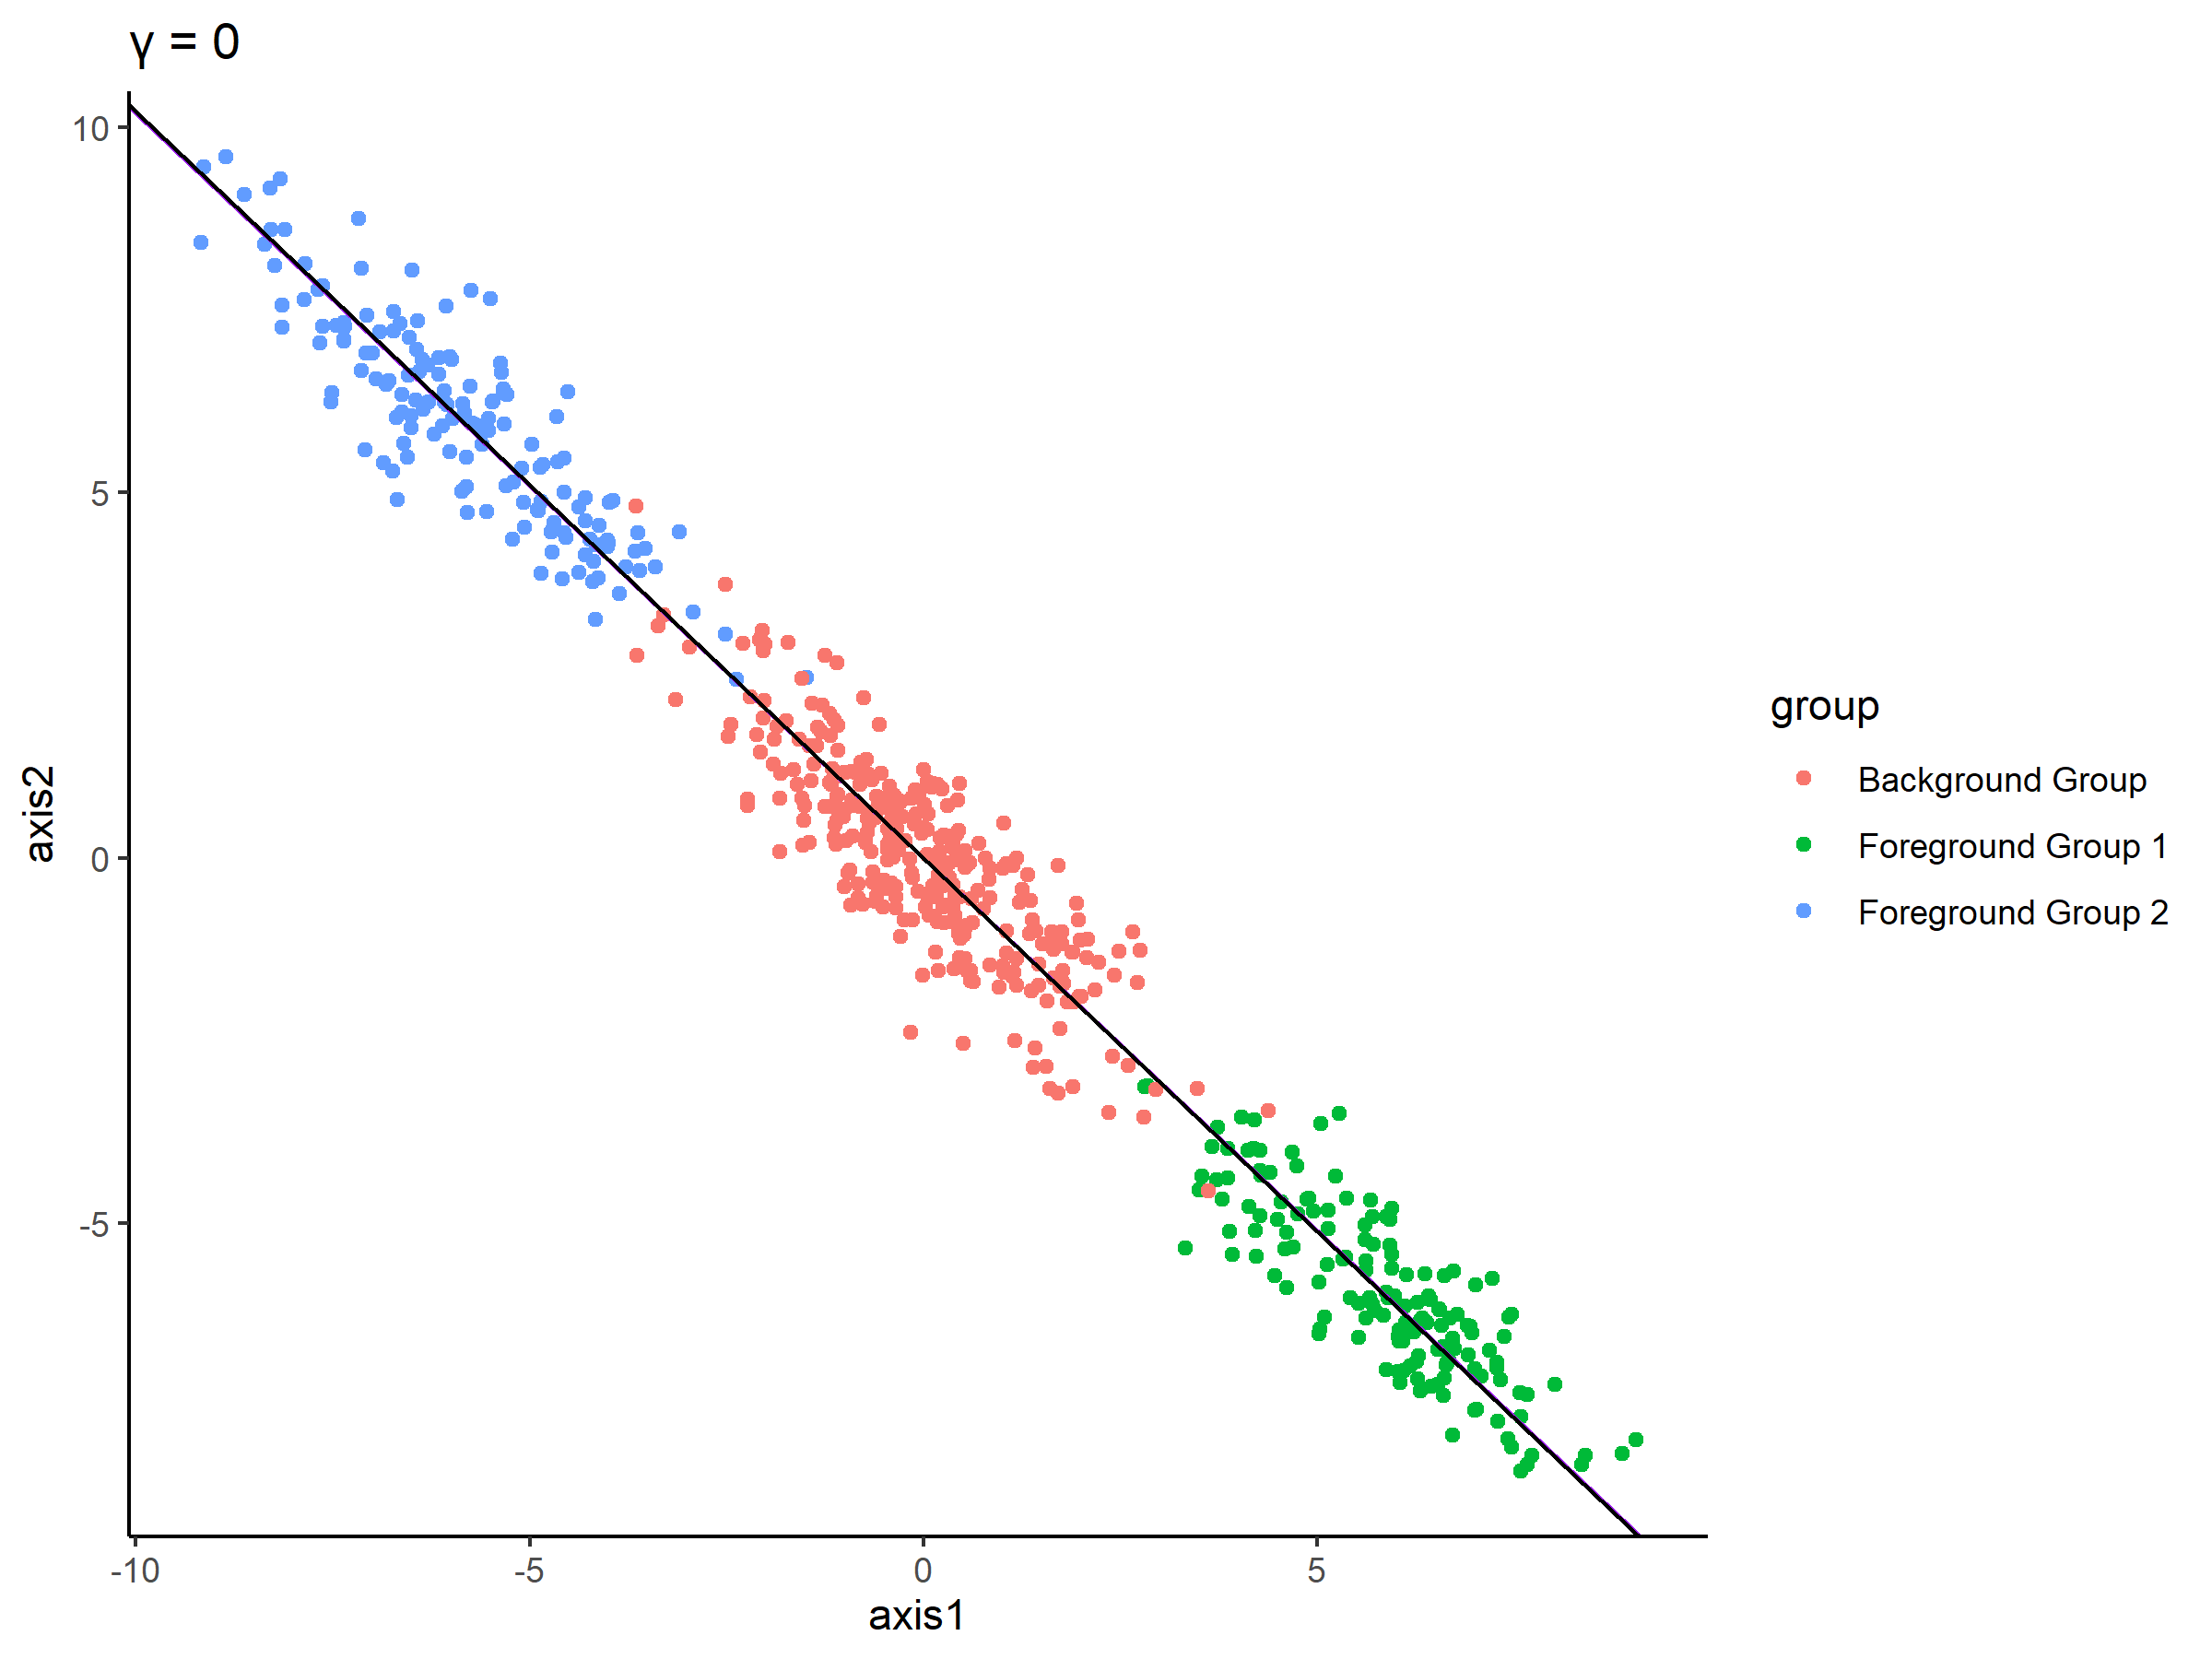 γ = 0
10
5
0
-5
-10
-5
0
5
axis1
axis2
group
Background Group
Foreground Group 1
Foreground Group 2